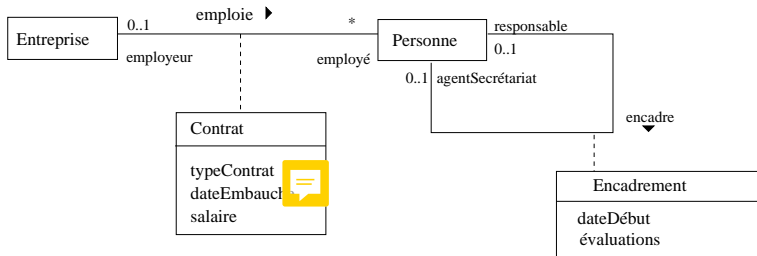 emploie
0..1
*
Entreprise
employeur
employé
Personne
responsable
0..1
0..1 agentSecrétariat
encadre
Contrat
typeContrat
salaire
Encadrement
dateDébut
évaluations